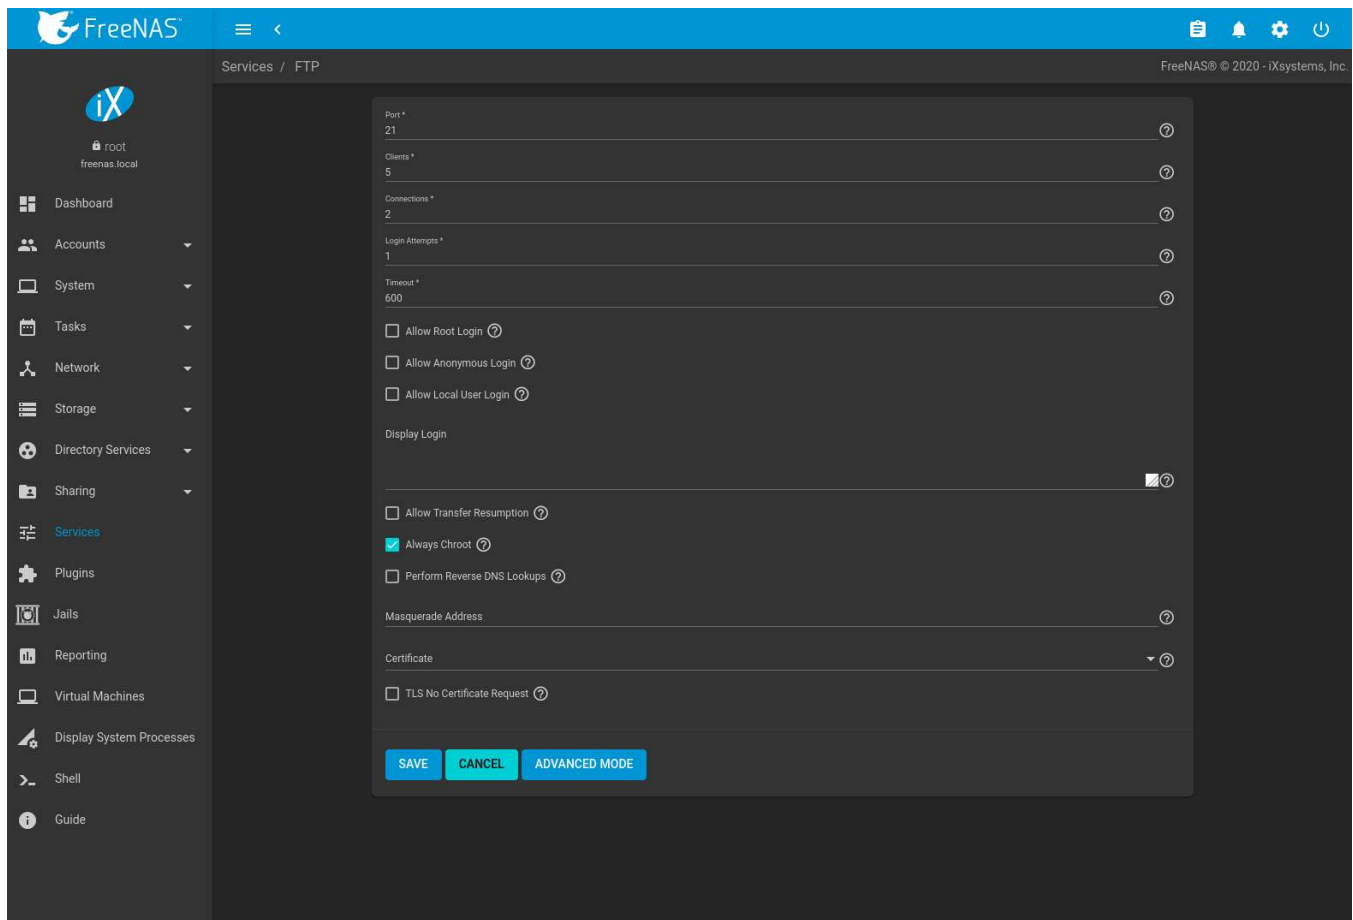 FreeNAS®
Services / FTP
FreeNAS® © 2020 - iXsystems, Inc.
iX
root
freenas.local
Dashboard
Accounts
System
Tasks
Network
Storage
Directory Services
Sharing
Services
Plugins
Jails
Reporting
Virtual Machines
Display System Processes
Shell
Guide
Port *
21
Clients *
5
Connections *
2
Login Attempts *
1
Timeout *
600
Allow Root Login
Allow Anonymous Login
Allow Local User Login
Display Login
Allow Transfer Resumption
Always Chroot
Perform Reverse DNS Lookups
Masquerade Address
Certificate
TLS No Certificate Request
SAVE CANCEL ADVANCED MODE